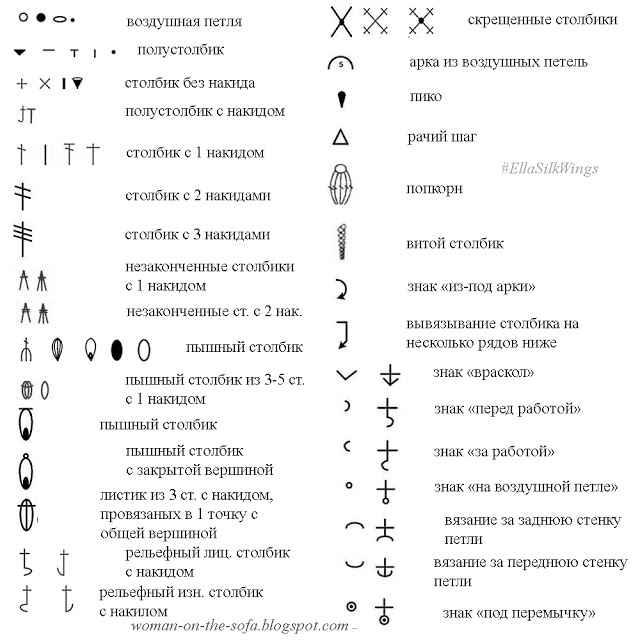 воздушная петля
полустолбик
столбик без накида
полустолбик с накидом
столбик с 1 накидом
столбик с 2 накидами
столбик с 3 накидами
незаконченные столбики
с 1 накидом
незаконченные ст. с 2 нак.
пышный столбик
пышный столбик из 3-5 ст.
с 1 накидом
пышный столбик
пышный столбик
с закрытой вершиной
листик из 3 ст. с накидом,
провязаных в 1 точку с
общей вершиной
рельефный лиц. столбик
с накидом
рельефный изн. столбик
с накилом
скрещенные столбики
5
арка из воздушных петель
пико
рачий шаг
#EllaSilkWings
попкорн
витой столбик
знак «из-под арки»
вывязывание столбика на
несколько рядов ниже
знак «враскол»
знак «перед работой»
знак «за работой»
знак «на воздушной петле»
вязание за заднюю стенку
петли
вязание за переднюю стенку
петли
знак «под перемычку»
woman-on-the-sofa.blogspot.com